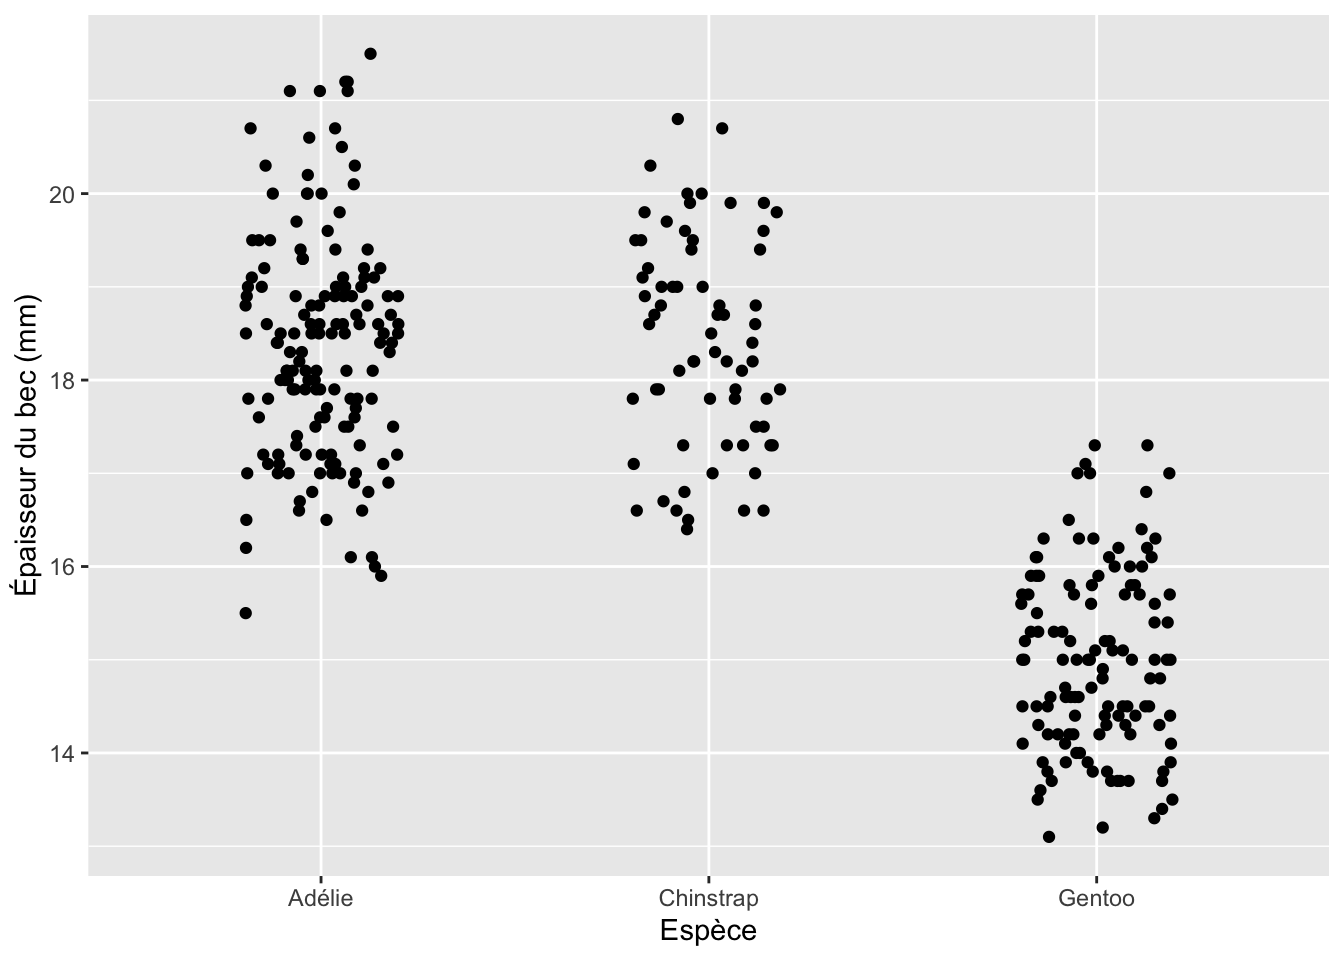 Épaisseur du bec (mm)
20
18
16
14
Adélie
Chinstrap
Gentoo
Espèce